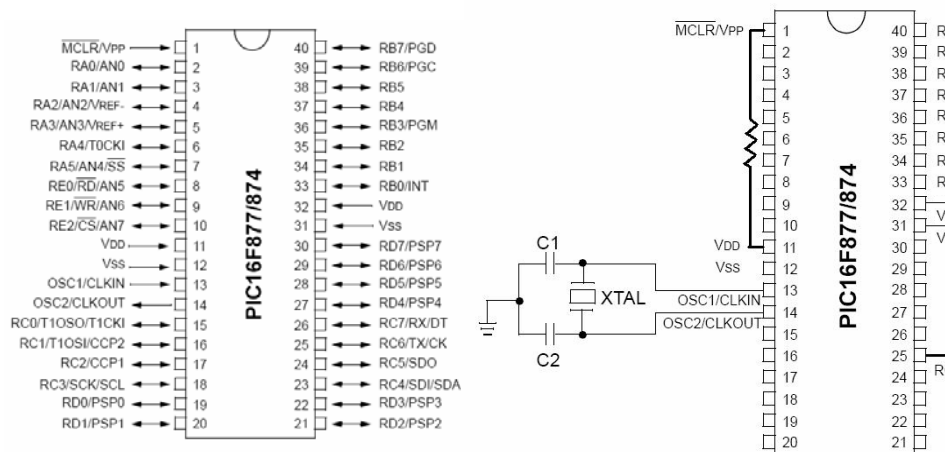 MCLR/VPP 1 40 RB7/PGD
RA0/AN0 2 39 RB6/PGC
RA1/AN1 3 38 RB5
RA2/AN2/VREF- 4 37 RB4
RA3/AN3/VREF+ 5 36 RB3/PGM
RA4/T0CKI 6 35 RB2
RA5/AN4/SS 7 34 RB1
RE0/RD/AN5 8 33 RB0/INT
RE1/WR/AN6 9 32 VDD
RE2/CS/AN7 10 31 VSS
VDD 11 30 RD7/PSP7
VSS 12 29 RD6/PSP6
OSC1/CLKIN 13 28 RD5/PSP5
OSC2/CLKOUT 14 27 RD4/PSP4
RC0/T1OSO/T1CKI 15 26 RC7/RX/DT
RC1/T1OSI/CCP2 16 25 RC6/TX/CK
RC2/CCP1 17 24 RC5/SDO
RC3/SCK/SCL 18 23 RC4/SDI/SDA
RD0/PSP0 19 22 RD3/PSP3
RD1/PSP1 20 21 RD2/PSP2
PIC16F877/874
MCLR/VPP 1 40 R
2 39 R
3 38 R
4 37 R
5 36 R
6 35 R
7 34 R
8 33 R
9 32
10 31 V
VDD 11 30 V
VSS 12 29
C1
XTAL
C2
OSC1/CLKIN 13 28
OSC2/CLKOUT 14 27
15 26
16 25
17 24 R
18 23
19 22
20 21
PIC16F877/874